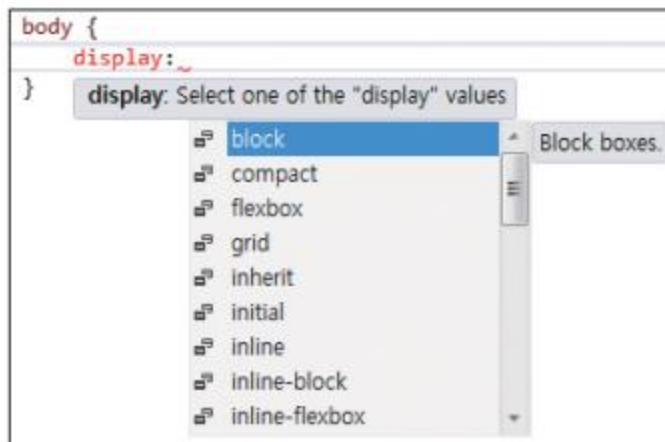 body {
display:
}
display: Select one of the "display" values
block
Block boxes.
compact
flexbox
grid
inherit
initial
inline
inline-block
inline-flexbox